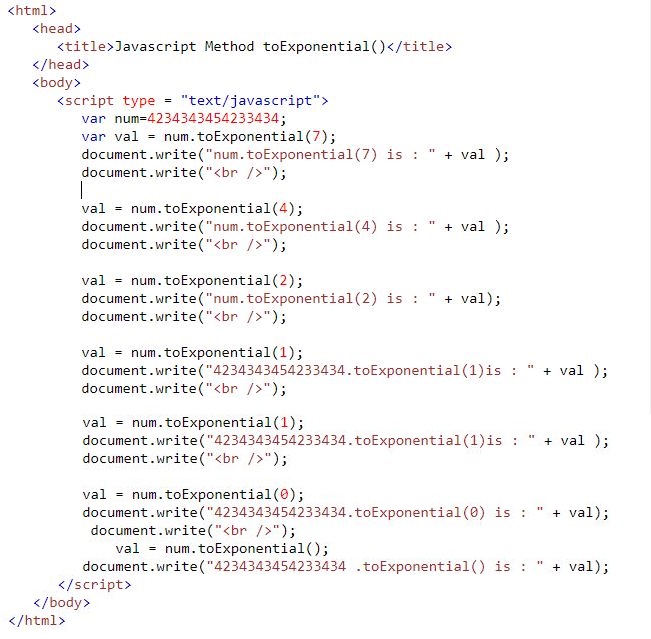 <html>
<head>
<title>Javascript Method toExponential()</title>
</head>
<body>
<script type = "text/javascript">
var num=4234343454233434;
var val = num.toExponential(7);
document.write("num.toExponential(7) is : " + val );
document.write("<br />");
val = num.toExponential(4);
document.write("num.toExponential(4) is : " + val );
document.write("<br />");
val = num.toExponential(2);
document.write("num.toExponential(2) is : " + val);
document.write("<br />");
val = num.toExponential(1);
document.write("4234343454233434.toExponential(1)is : " + val );
document.write("<br />");
val = num.toExponential(1);
document.write("4234343454233434.toExponential(1)is : " + val );
document.write("<br />");
val = num.toExponential(0);
document.write("4234343454233434.toExponential(0) is : " + val);
document.write("<br />");
val = num.toExponential();
document.write("4234343454233434 .toExponential() is : " + val);
</script>
</body>
</html>